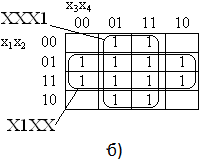 XXX1
x₃x₄
00 01 11 10
x₁x₂
00 1 1
01 1 1 1 1
11 1 1 1 1
10 1 1
X1XX
б)